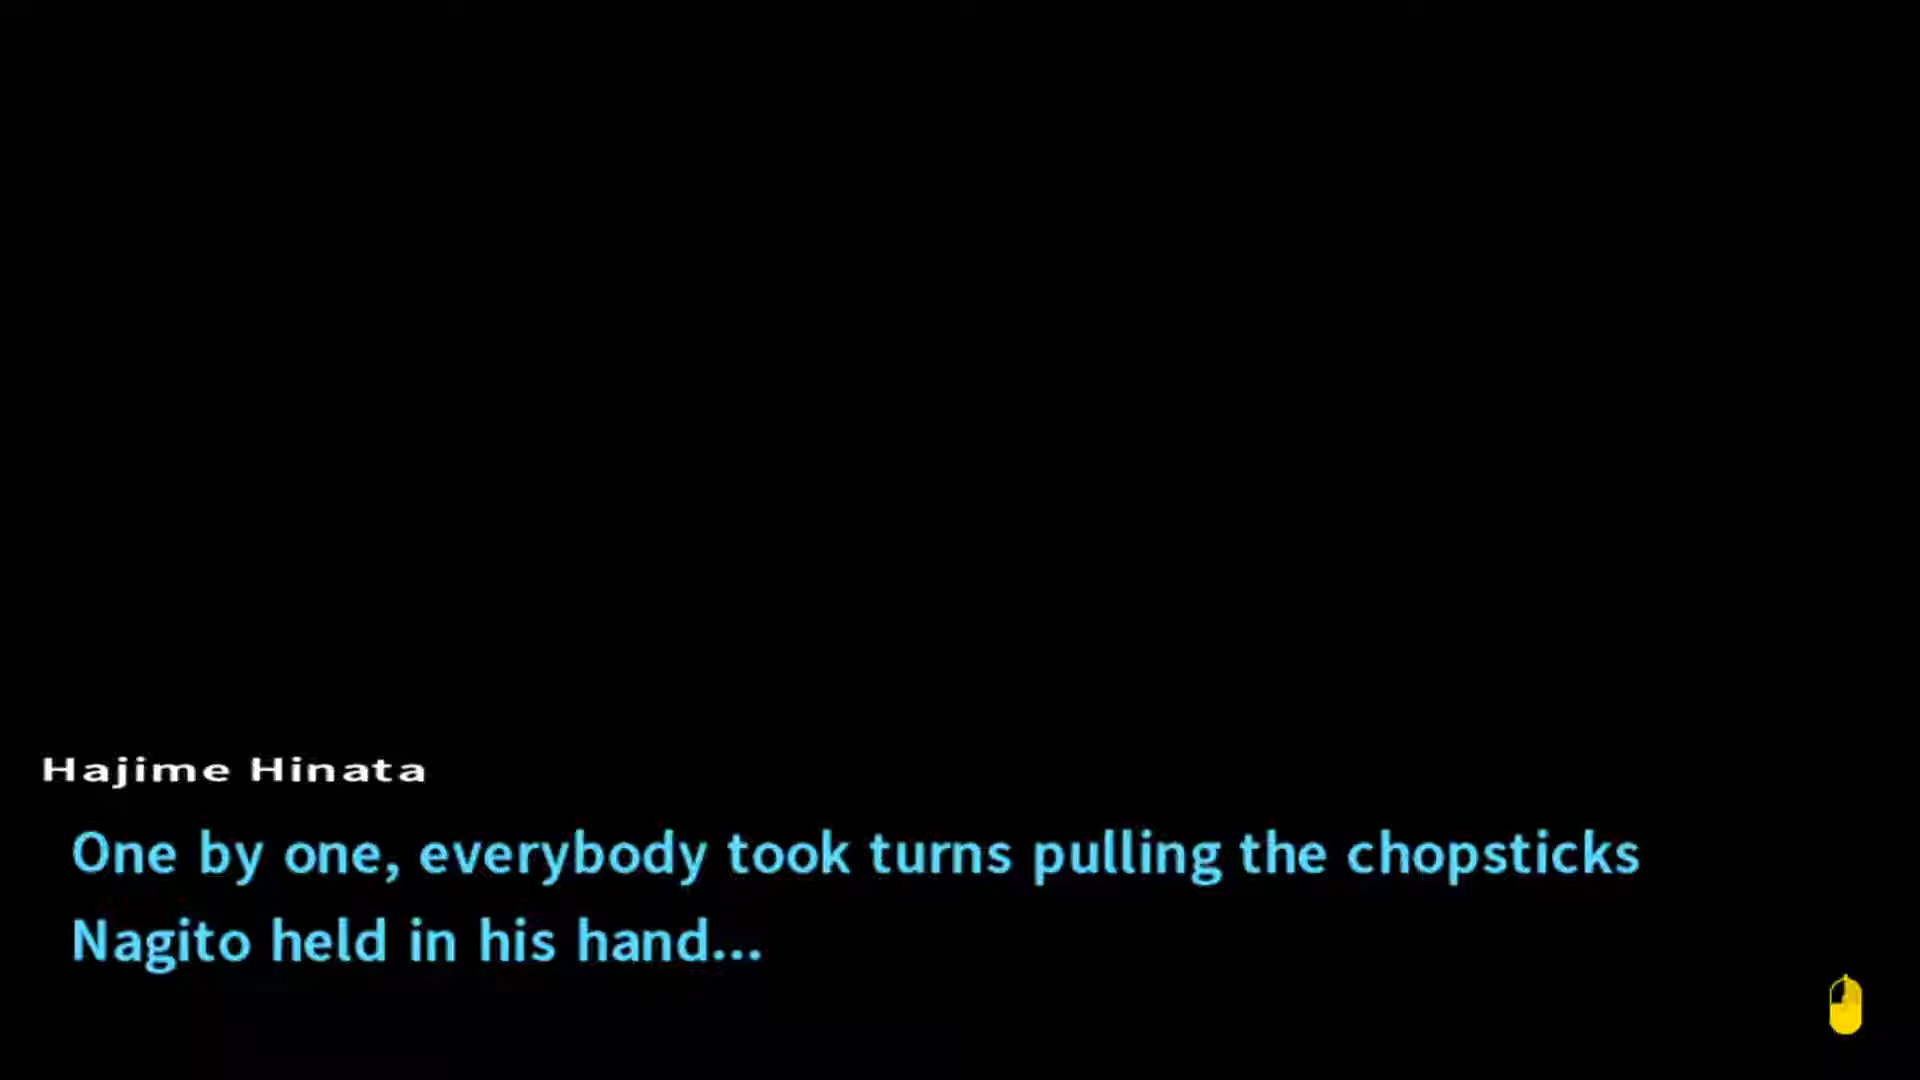 Hajime Hinata
One by one, everybody took turns pulling the chopsticks
Nagito held in his hand...